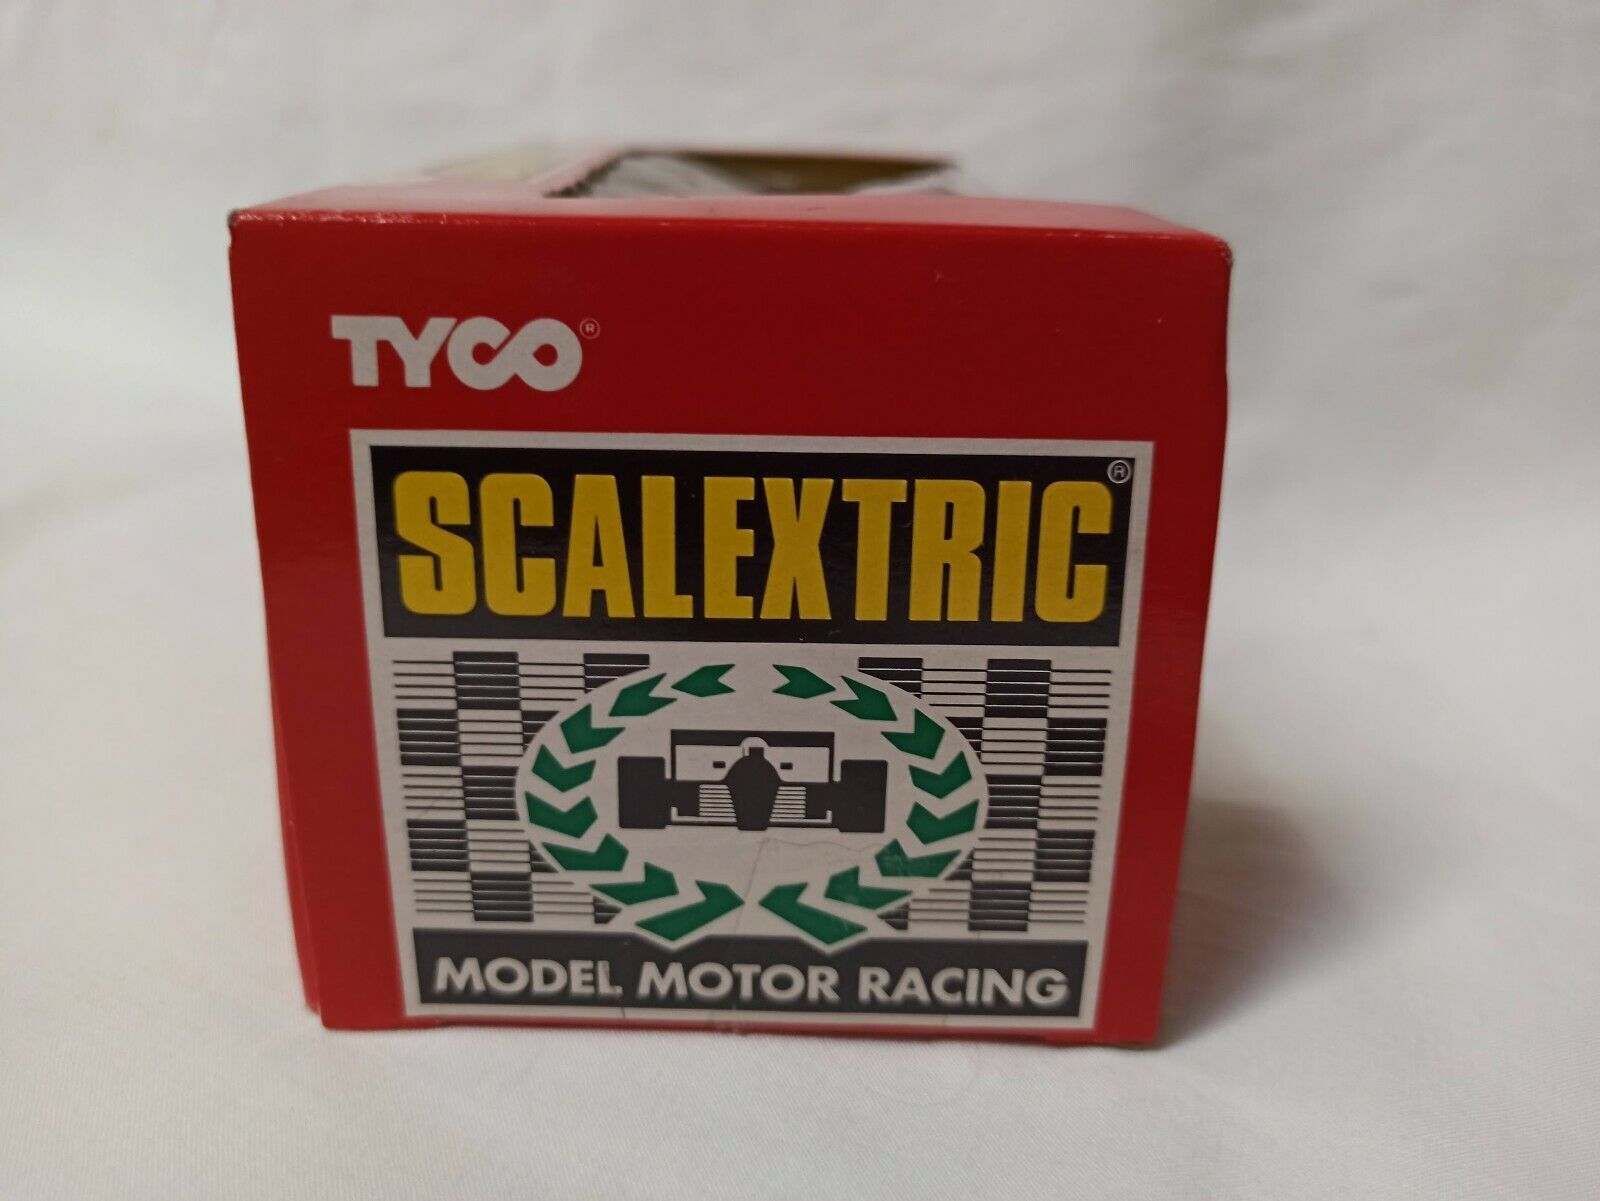 TYCO®
SCALEXTRIC®
MODEL MOTOR RACING